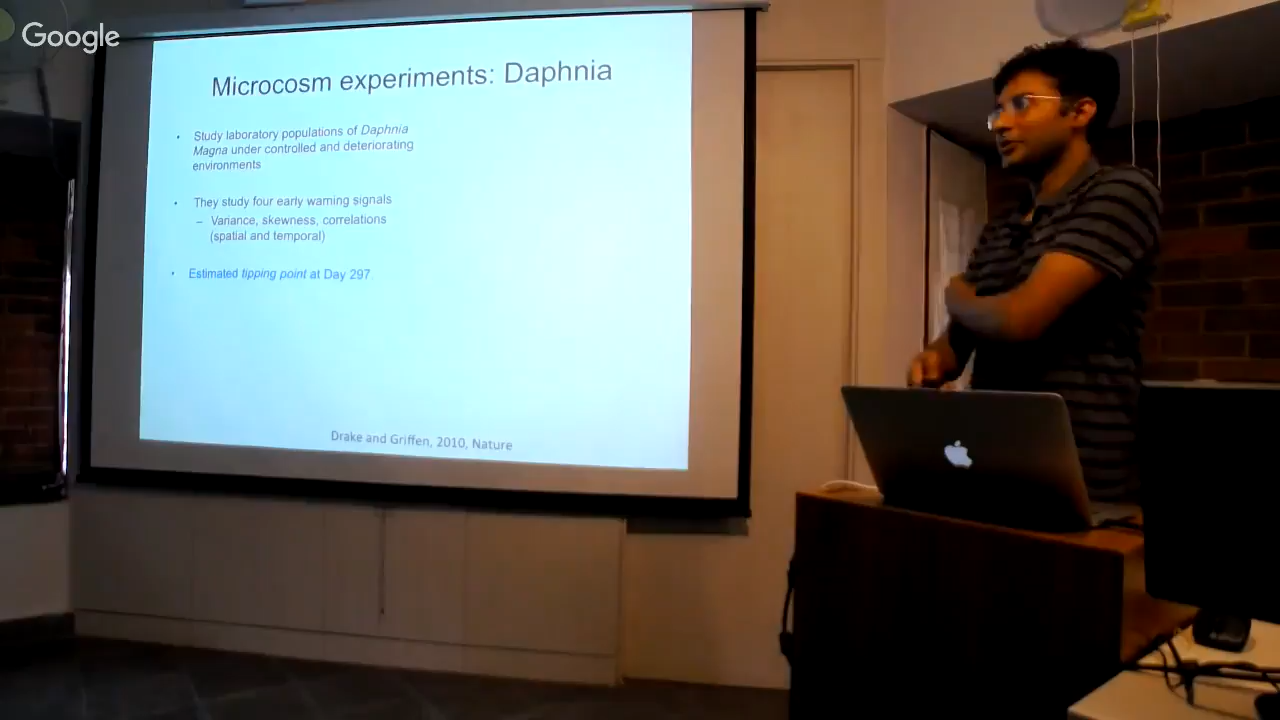 Google
Microcosm experiments: Daphnia
• Study laboratory populations of Daphnia
Magna under controlled and deteriorating
environments
• They study four early warning signals
– Variance, skewness, correlations
(spatial and temporal)
• Estimated tipping point at Day 297
Drake and Griffen, 2010, Nature